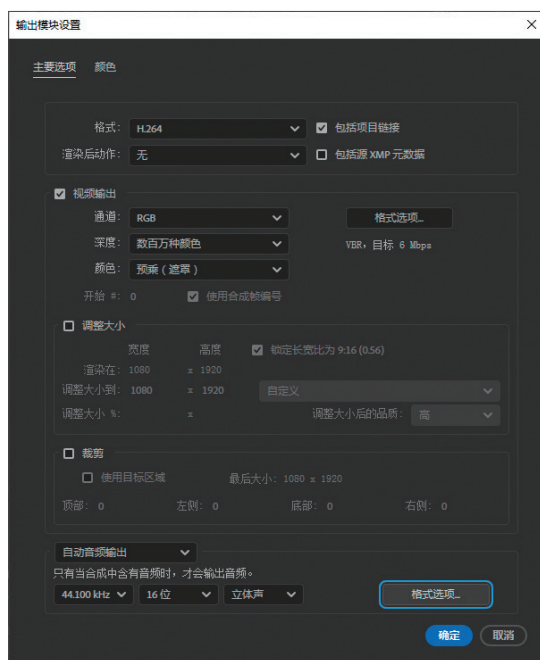 输出模块设置
主要选项 颜色
格式: H.264 包括项目链接
渲染后动作: 无 包括源 XMP 元数据
视频输出
通道: RGB 格式选项...
深度: 数百万种颜色 VBR，目标 6 Mbps
颜色: 预乘（遮罩）
开始 #: 0 使用合成帧编号
调整大小
宽度 高度 锁定长宽比为 9:16 (0.56)
渲染在: 1080 x 1920
调整大小到: 1080 x 1920 自定义
调整大小 %: x 调整大小后的品质: 高
裁剪
使用目标区域 最后大小: 1080 x 1920
顶部: 0 左侧: 0 底部: 0 右侧: 0
自动音频输出
只有当合成中含有音频时，才会输出音频。
44.100 kHz 16 位 立体声 格式选项...
确定 取消